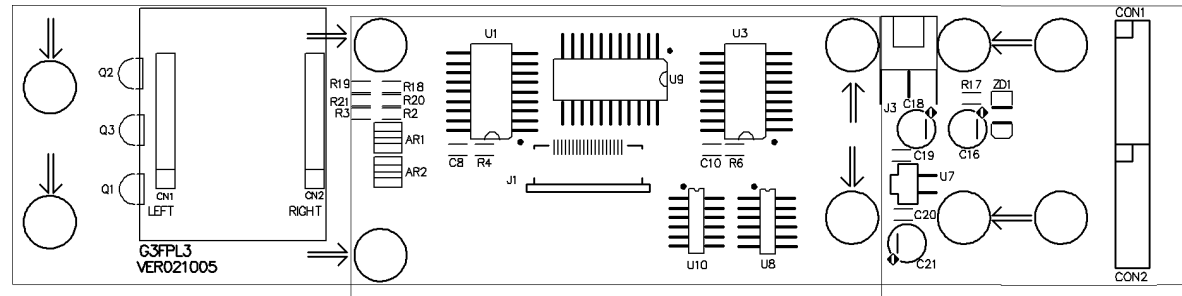 Q2
Q3
Q1
CN1
LEFT
CN2
RIGHT
G3FPL3
VER021005
R19
R18
R21
R20
R3
R2
AR1
AR2
U1
C8
R4
U9
U3
C10
R6
J1
U10
U8
J3
C18
R17
ZD1
C19
C16
U7
C20
C21
CON1
CON2